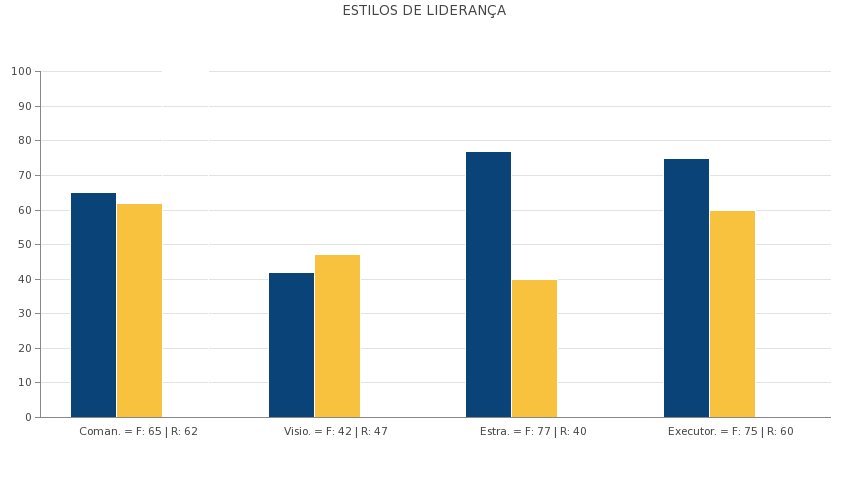 ESTILOS DE LIDERANÇA
100
90
80
70
60
50
40
30
20
10
0
Coman. = F: 65 | R: 62
Visio. = F: 42 | R: 47
Estra. = F: 77 | R: 40
Executor. = F: 75 | R: 60